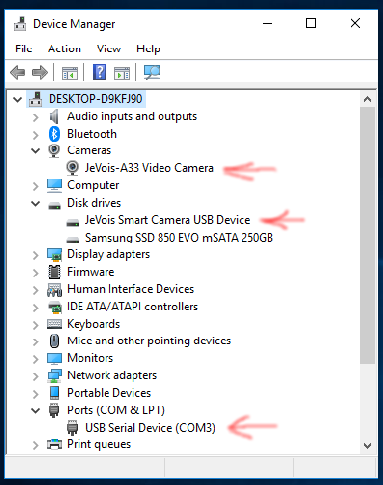 Device Manager
File Action View Help
DESKTOP-D9KFJ90
Audio inputs and outputs
Bluetooth
Cameras
JeVois-A33 Video Camera
Computer
Disk drives
JeVois Smart Camera USB Device
Samsung SSD 850 EVO mSATA 250GB
Display adapters
Firmware
Human Interface Devices
IDE ATA/ATAPI controllers
Keyboards
Mice and other pointing devices
Monitors
Network adapters
Portable Devices
Ports (COM & LPT)
USB Serial Device (COM3)
Print queues